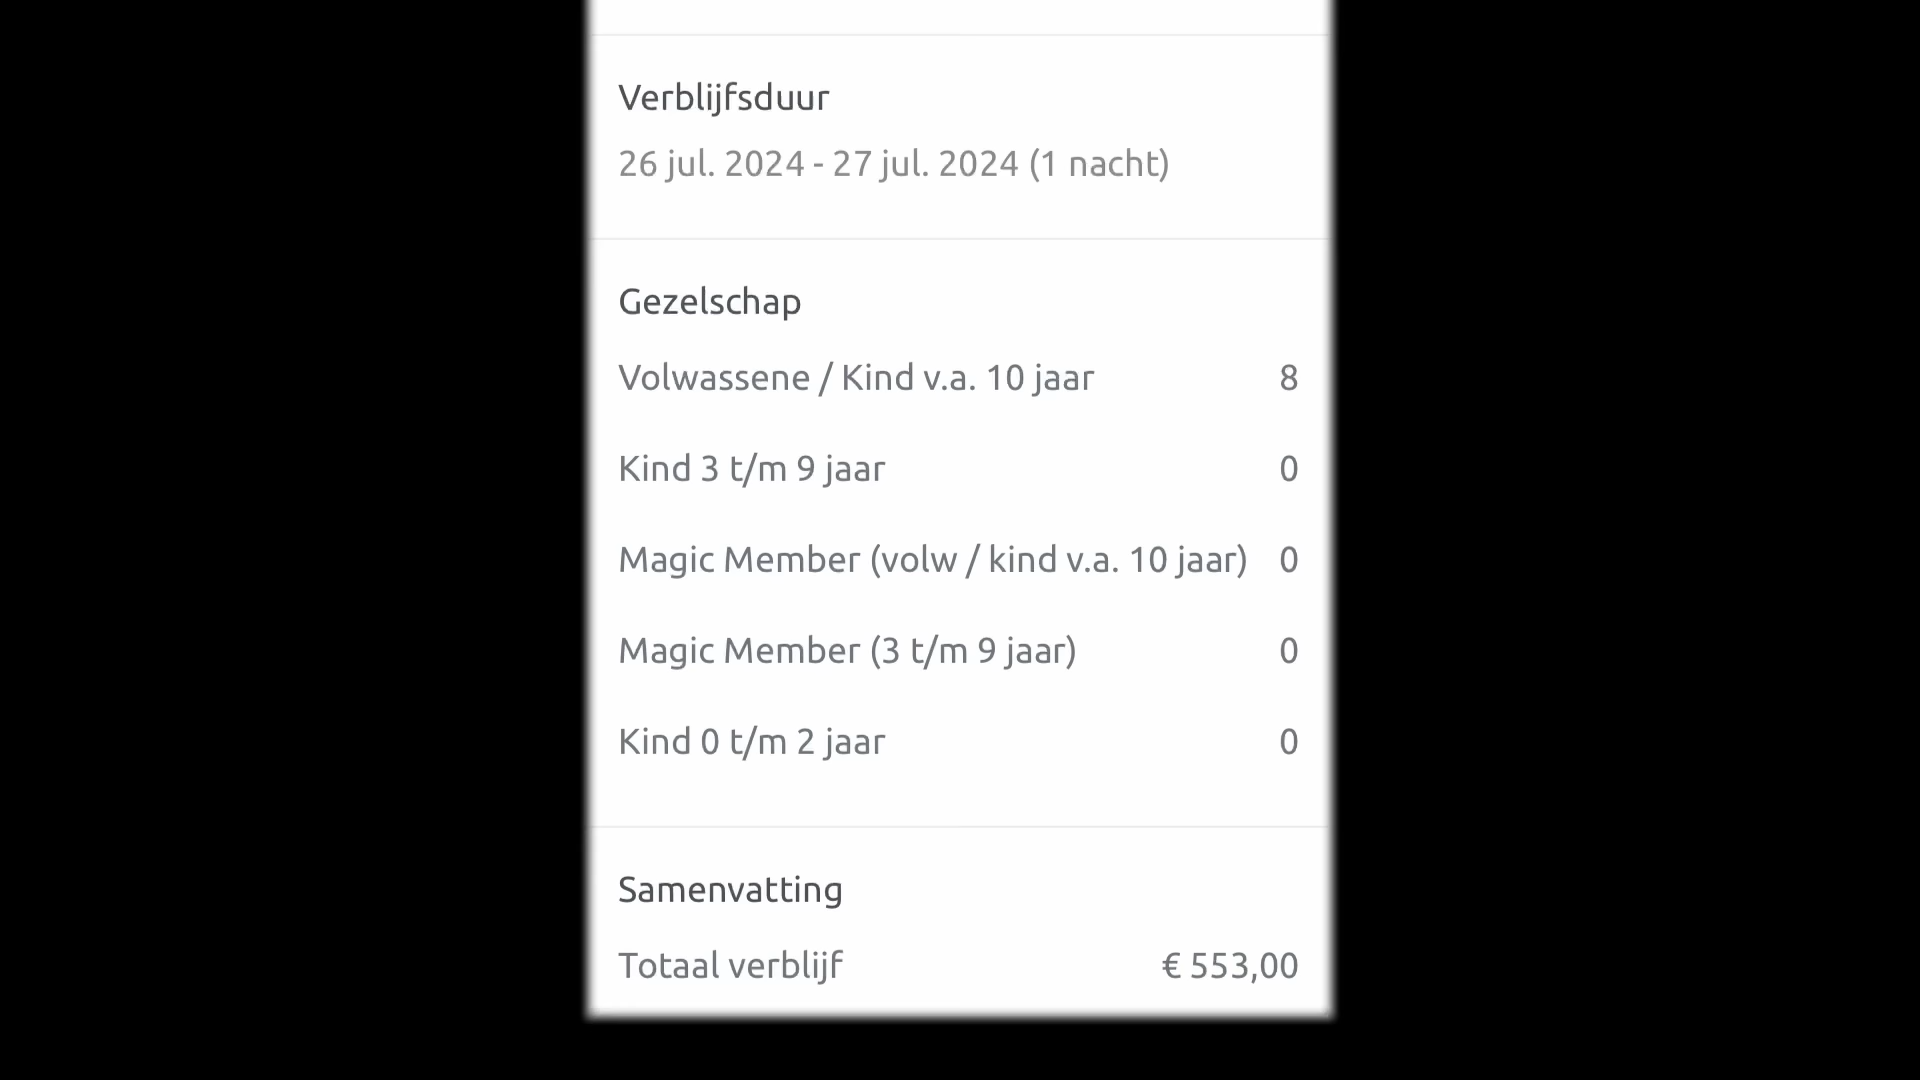 Verblijfsduur
26 jul. 2024 - 27 jul. 2024 (1 nacht)
Gezelschap
Volwassene / Kind v.a. 10 jaar 8
Kind 3 t/m 9 jaar 0
Magic Member (volw / kind v.a. 10 jaar) 0
Magic Member (3 t/m 9 jaar) 0
Kind 0 t/m 2 jaar 0
Samenvatting
Totaal verblijf € 553,00